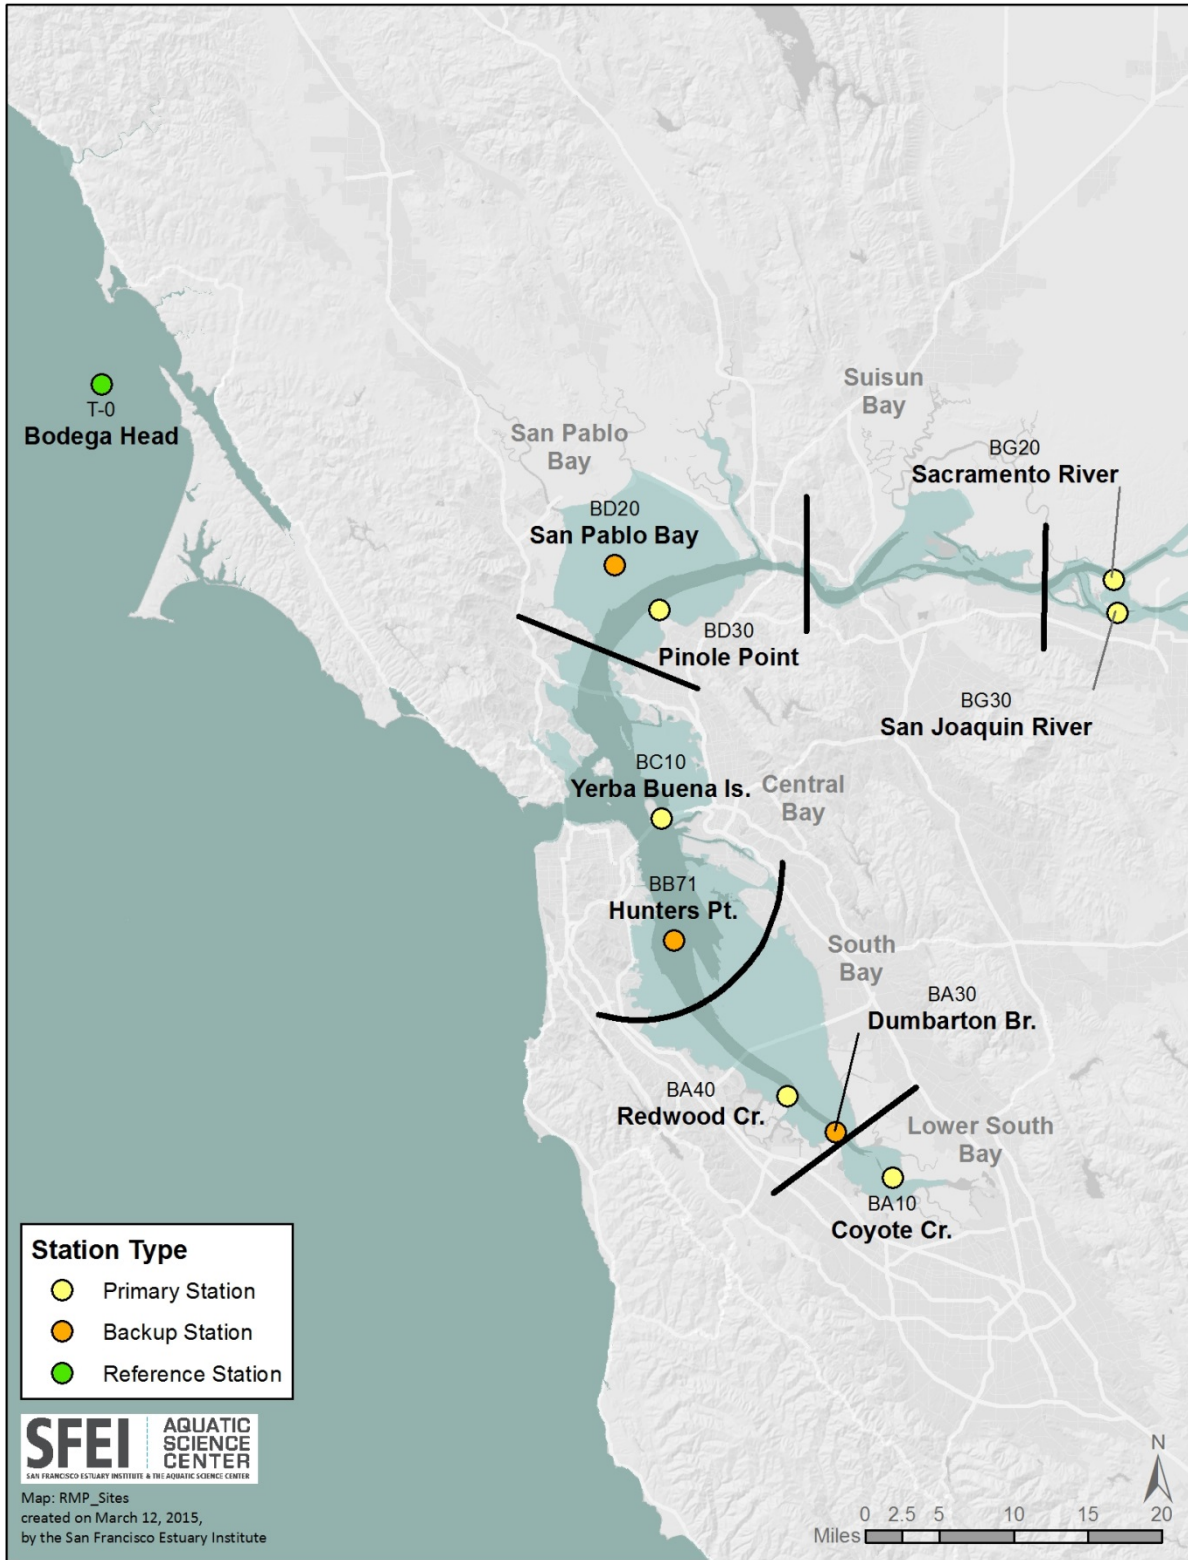 Suisun
Bay
San Pablo
Bay
T-0
Bodega Head
BG20
Sacramento River
BD20
San Pablo Bay
BD30
Pinole Point
BG30
San Joaquin River
BC10
Yerba Buena Is.
Central
Bay
BB71
Hunters Pt.
South
Bay
BA30
Dumbarton Br.
BA40
Redwood Cr.
Lower South
Bay
BA10
Coyote Cr.
Station Type
Primary Station
Backup Station
Reference Station
SFEI
AQUATIC
SCIENCE
CENTER
SAN FRANCISCO ESTUARY INSTITUTE & THE AQUATIC SCIENCE CENTER
Map: RMP_Sites
created on March 12, 2015,
by the San Francisco Estuary Institute
N
0 2.5 5 10 15 20
Miles